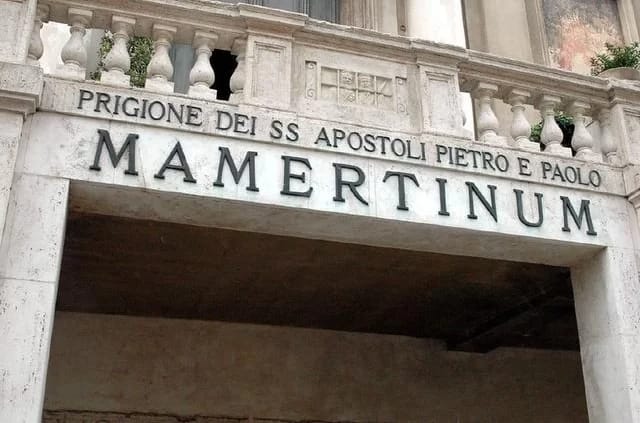 PRIGIONE DEI SS APOSTOLI PIETRO E PAOLO
MAMERTINUM